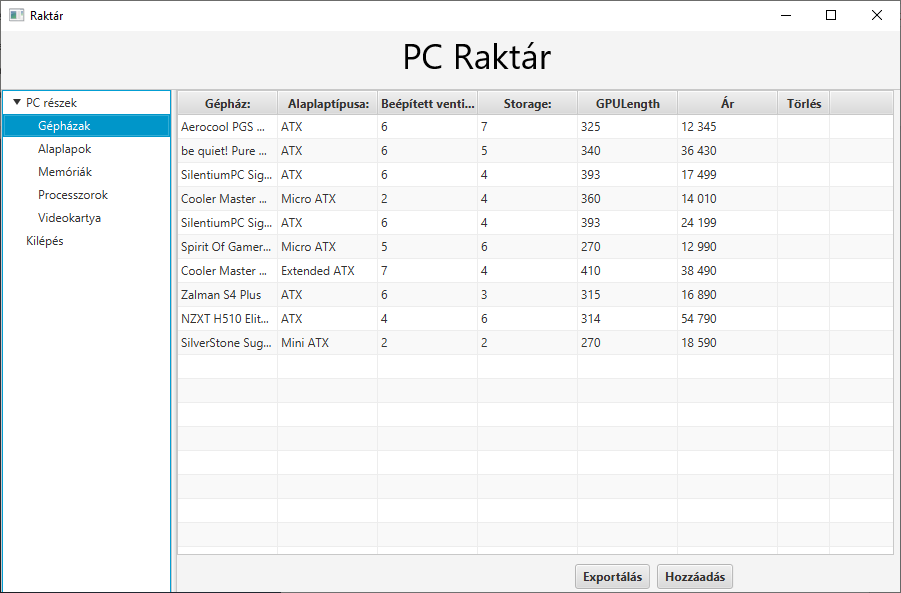 Raktár
PC Raktár
PC részek
Gépházak
Alaplapok
Memóriák
Processzorok
Videokartya
Kilépés
Gépház: Alaplaptípusa: Beépített venti... Storage: GPULength Ár Törlés
Aerocool PGS ... ATX 6 7 325 12 345
be quiet! Pure ... ATX 6 5 340 36 430
SilentiumPC Sig... ATX 6 4 393 17 499
Cooler Master ... Micro ATX 2 4 360 14 010
SilentiumPC Sig... ATX 6 4 393 24 199
Spirit Of Gamer... Micro ATX 5 6 270 12 990
Cooler Master ... Extended ATX 7 4 410 38 490
Zalman S4 Plus ATX 6 3 315 16 890
NZXT H510 Elit... ATX 4 6 314 54 790
SilverStone Sug... Mini ATX 2 2 270 18 590
Exportálás Hozzáadás